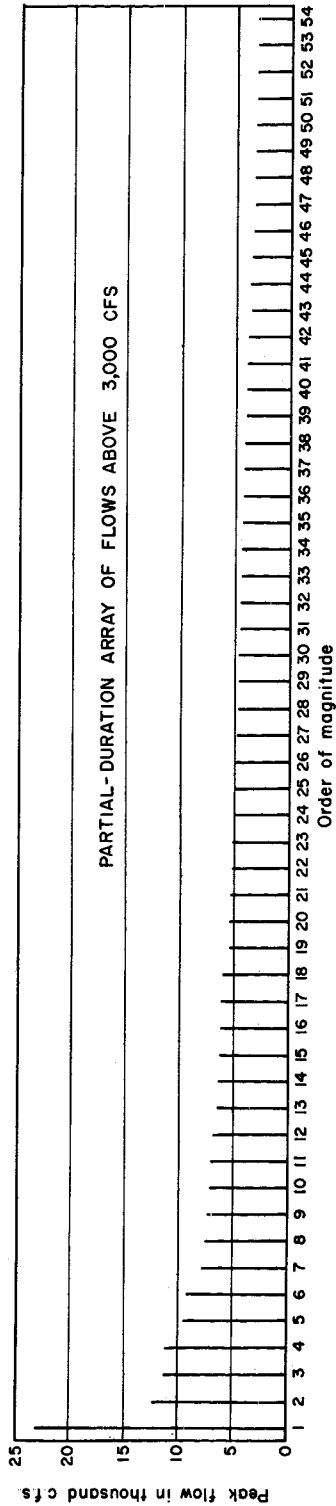 PARTIAL-DURATION ARRAY OF FLOWS ABOVE 3,000 CFS
Peak flow in thousand c.f.s.
25
20
15
10
5
0
1 2 3 4 5 6 7 8 9 10 11 12 13 14 15 16 17 18 19 20 21 22 23 24 25 26 27 28 29 30 31 32 33 34 35 36 37 38 39 40 41 42 43 44 45 46 47 48 49 50 51 52 53 54
Order of magnitude